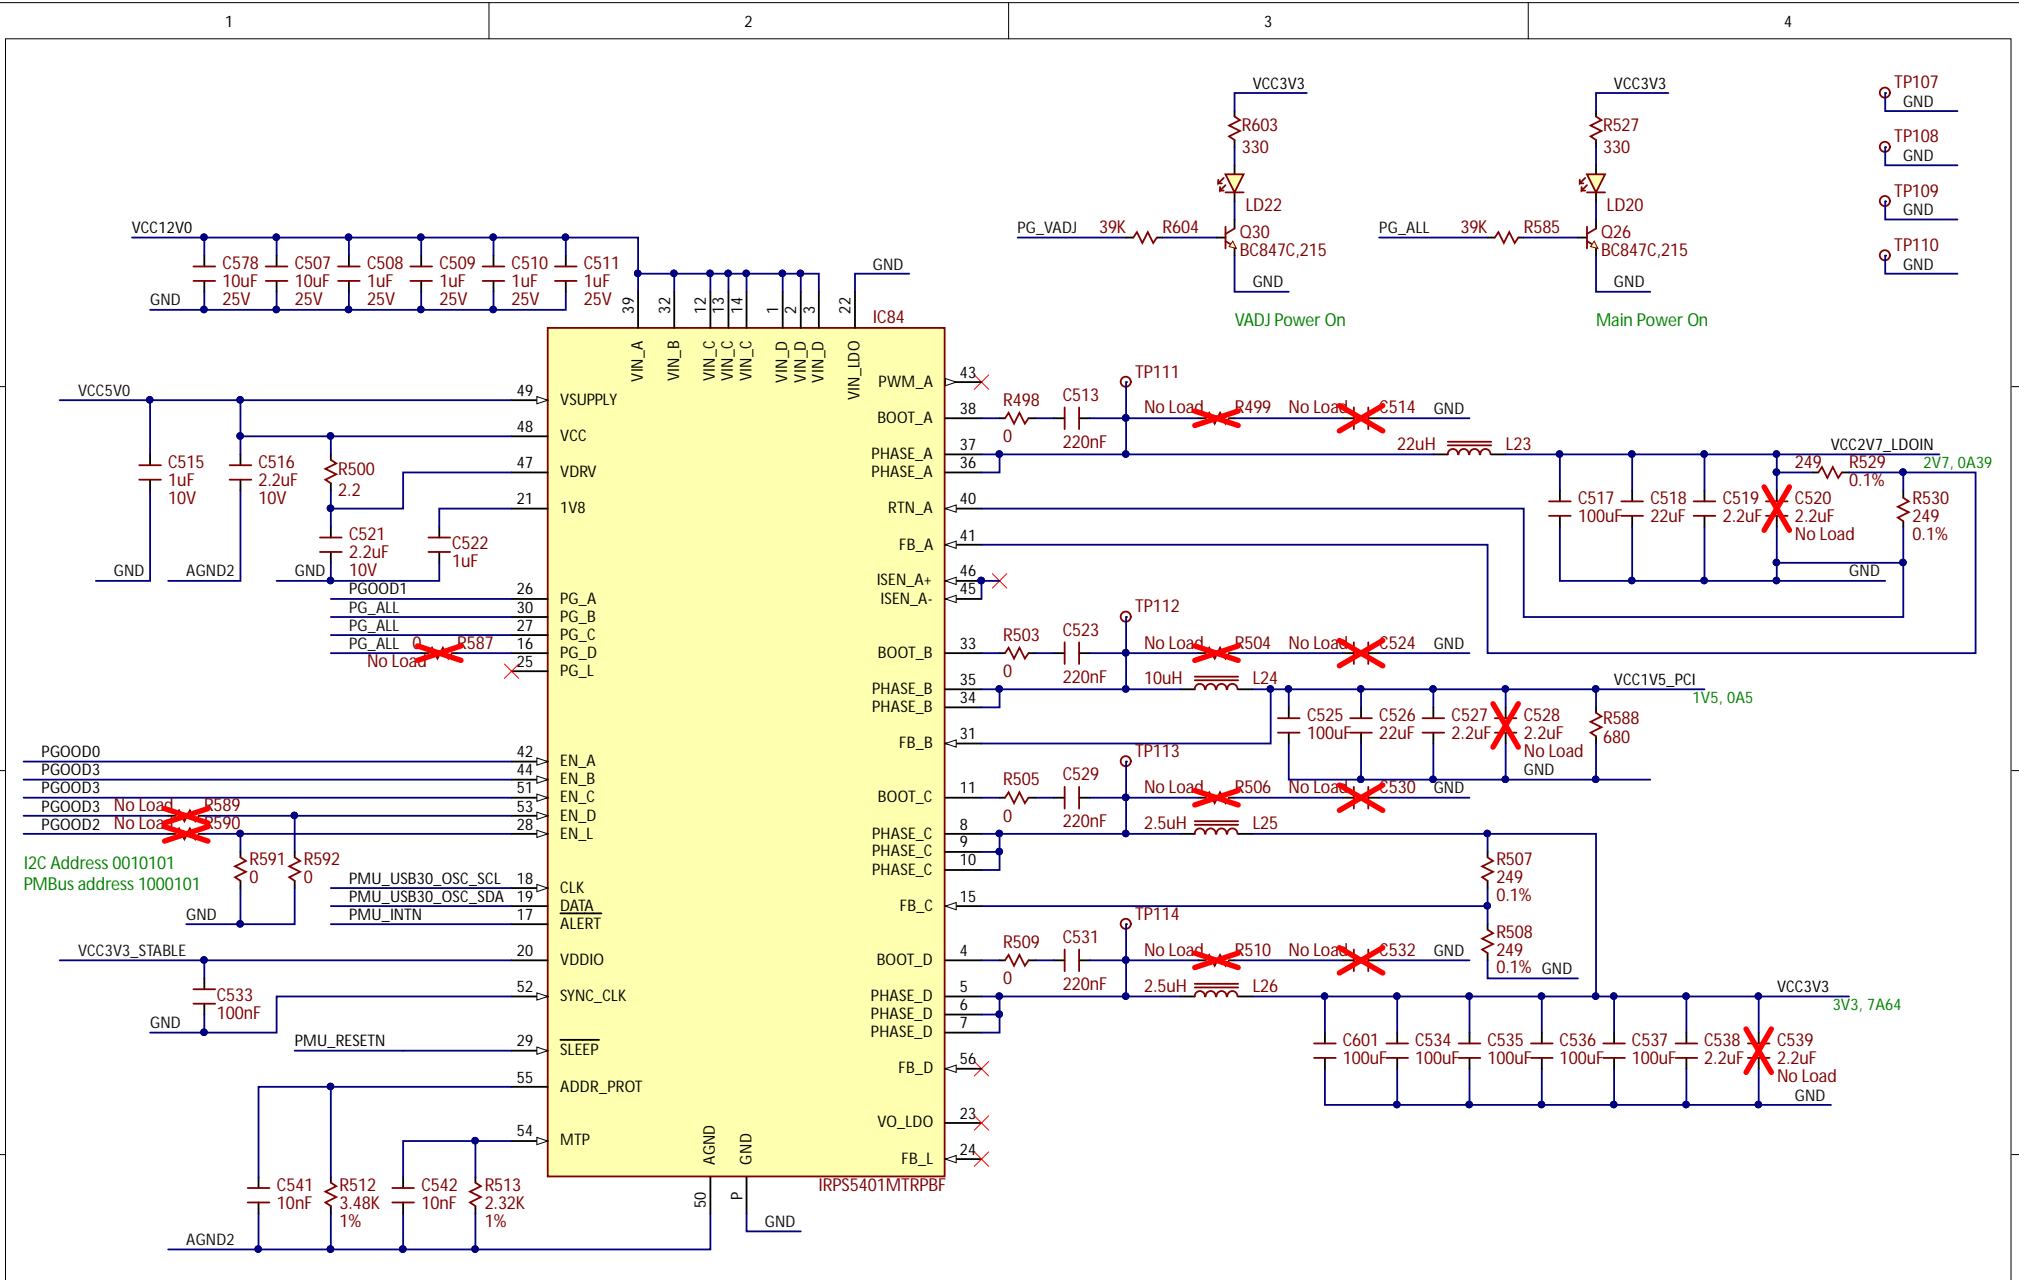 1
2
3
4
VCC3V3
R603
330
LD22
PG_VADJ
39K
R604
Q30
BC847C,215
GND
VADJ Power On
VCC3V3
R527
330
LD20
PG_ALL
39K
R585
Q26
BC847C,215
GND
Main Power On
TP107
GND
TP108
GND
TP109
GND
TP110
GND
VCC12V0
C578
10uF
25V
C507
10uF
25V
C508
1uF
25V
C509
1uF
25V
C510
1uF
25V
C511
1uF
25V
GND
GND
39
32
12
13
14
1
2
3
22
IC84
VIN_A
VIN_B
VIN_C
VIN_C
VIN_C
VIN_D
VIN_D
VIN_D
VIN_LDO
VCC5V0
49
VSUPPLY
48
VCC
47
VDRV
21
1V8
C515
1uF
10V
C516
2.2uF
10V
R500
2.2
C521
2.2uF
10V
C522
1uF
GND
AGND2
GND
PGOOD1
26
PG_A
PG_ALL
30
PG_B
PG_ALL
27
PG_C
PG_ALL
0
R587
No Load
16
PG_D
25
PG_L
PGOOD0
42
EN_A
PGOOD3
44
EN_B
PGOOD3
51
EN_C
PGOOD3
No Load
R589
53
EN_D
PGOOD2
No Load
R590
28
EN_L
I2C Address 0010101
PMBus address 1000101
R591
0
R592
0
GND
PMU_USB30_OSC_SCL
18
CLK
PMU_USB30_OSC_SDA
19
DATA
PMU_INTN
17
ALERT
VCC3V3_STABLE
20
VDDIO
C533
100nF
GND
52
SYNC_CLK
PMU_RESETN
29
SLEEP
55
ADDR_PROT
54
MTP
C541
10nF
R512
3.48K
1%
C542
10nF
R513
2.32K
1%
AGND2
50
AGND
P
GND
GND
IRPS5401MTRPBF
PWM_A
43
BOOT_A
38
R498
0
C513
220nF
TP111
No Load
R499
No Load
C514
GND
PHASE_A
37
PHASE_A
36
22uH
L23
VCC2V7_LDOIN
2V7, 0A39
249
R529
0.1%
C517
100uF
C518
22uF
C519
2.2uF
C520
2.2uF
No Load
R530
249
0.1%
GND
RTN_A
40
FB_A
41
ISEN_A+
46
ISEN_A-
45
TP112
BOOT_B
33
R503
0
C523
220nF
No Load
R504
No Load
C524
GND
PHASE_B
35
PHASE_B
34
10uH
L24
VCC1V5_PCI
1V5, 0A5
FB_B
31
C525
100uF
C526
22uF
C527
2.2uF
C528
2.2uF
No Load
R588
680
GND
TP113
BOOT_C
11
R505
0
C529
220nF
No Load
R506
No Load
C530
GND
PHASE_C
8
PHASE_C
9
PHASE_C
10
2.5uH
L25
R507
249
0.1%
FB_C
15
R508
249
0.1%
GND
TP114
BOOT_D
4
R509
0
C531
220nF
No Load
R510
No Load
C532
GND
PHASE_D
5
PHASE_D
6
PHASE_D
7
2.5uH
L26
VCC3V3
3V3, 7A64
C601
100uF
C534
100uF
C535
100uF
C536
100uF
C537
100uF
C538
2.2uF
C539
2.2uF
No Load
GND
FB_D
56
VO_LDO
23
FB_L
24